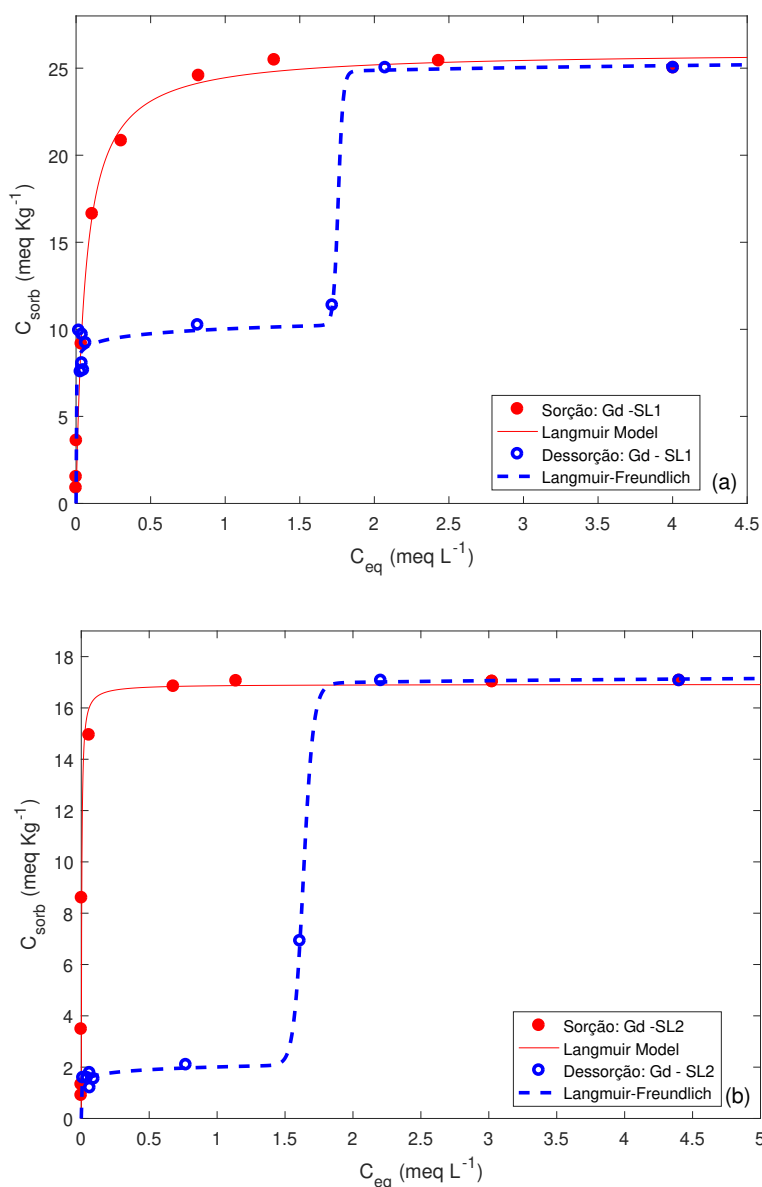 25
20
15
10
5
0
C_sorb (meq Kg^-1)
0 0.5 1 1.5 2 2.5 3 3.5 4 4.5
C_eq (meq L^-1)
Sorção: Gd -SL1
Langmuir Model
Dessorção: Gd - SL1
Langmuir-Freundlich
(a)
18
16
14
12
10
8
6
4
2
0
C_sorb (meq Kg^-1)
0 0.5 1 1.5 2 2.5 3 3.5 4 4.5 5
C_eq (meq L^-1)
Sorção: Gd -SL2
Langmuir Model
Dessorção: Gd - SL2
Langmuir-Freundlich
(b)